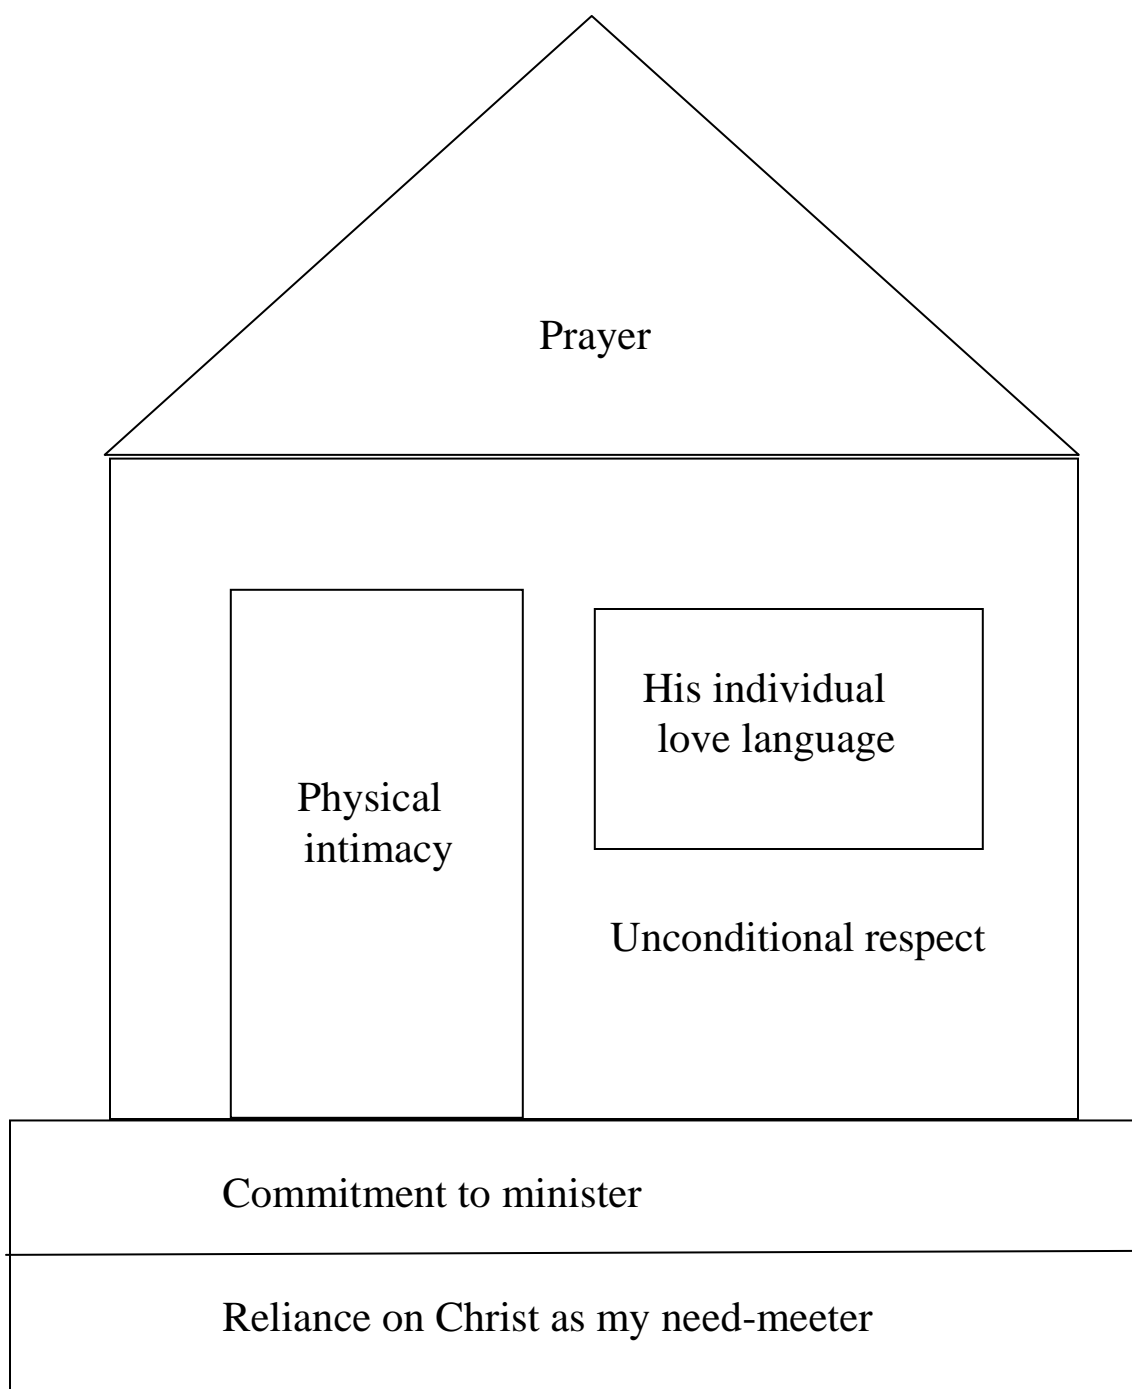 Prayer
His individual
love language
Physical
intimacy
Unconditional respect
Commitment to minister
Reliance on Christ as my need-meeter